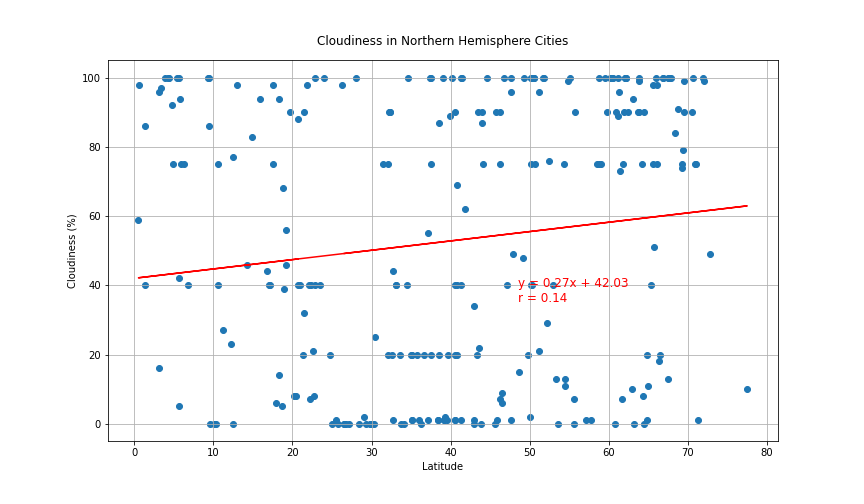 Cloudiness in Northern Hemisphere Cities
Cloudiness (%)
100
80
60
40
20
0
y = 0.27x + 42.03
r = 0.14
0 10 20 30 40 50 60 70 80
Latitude